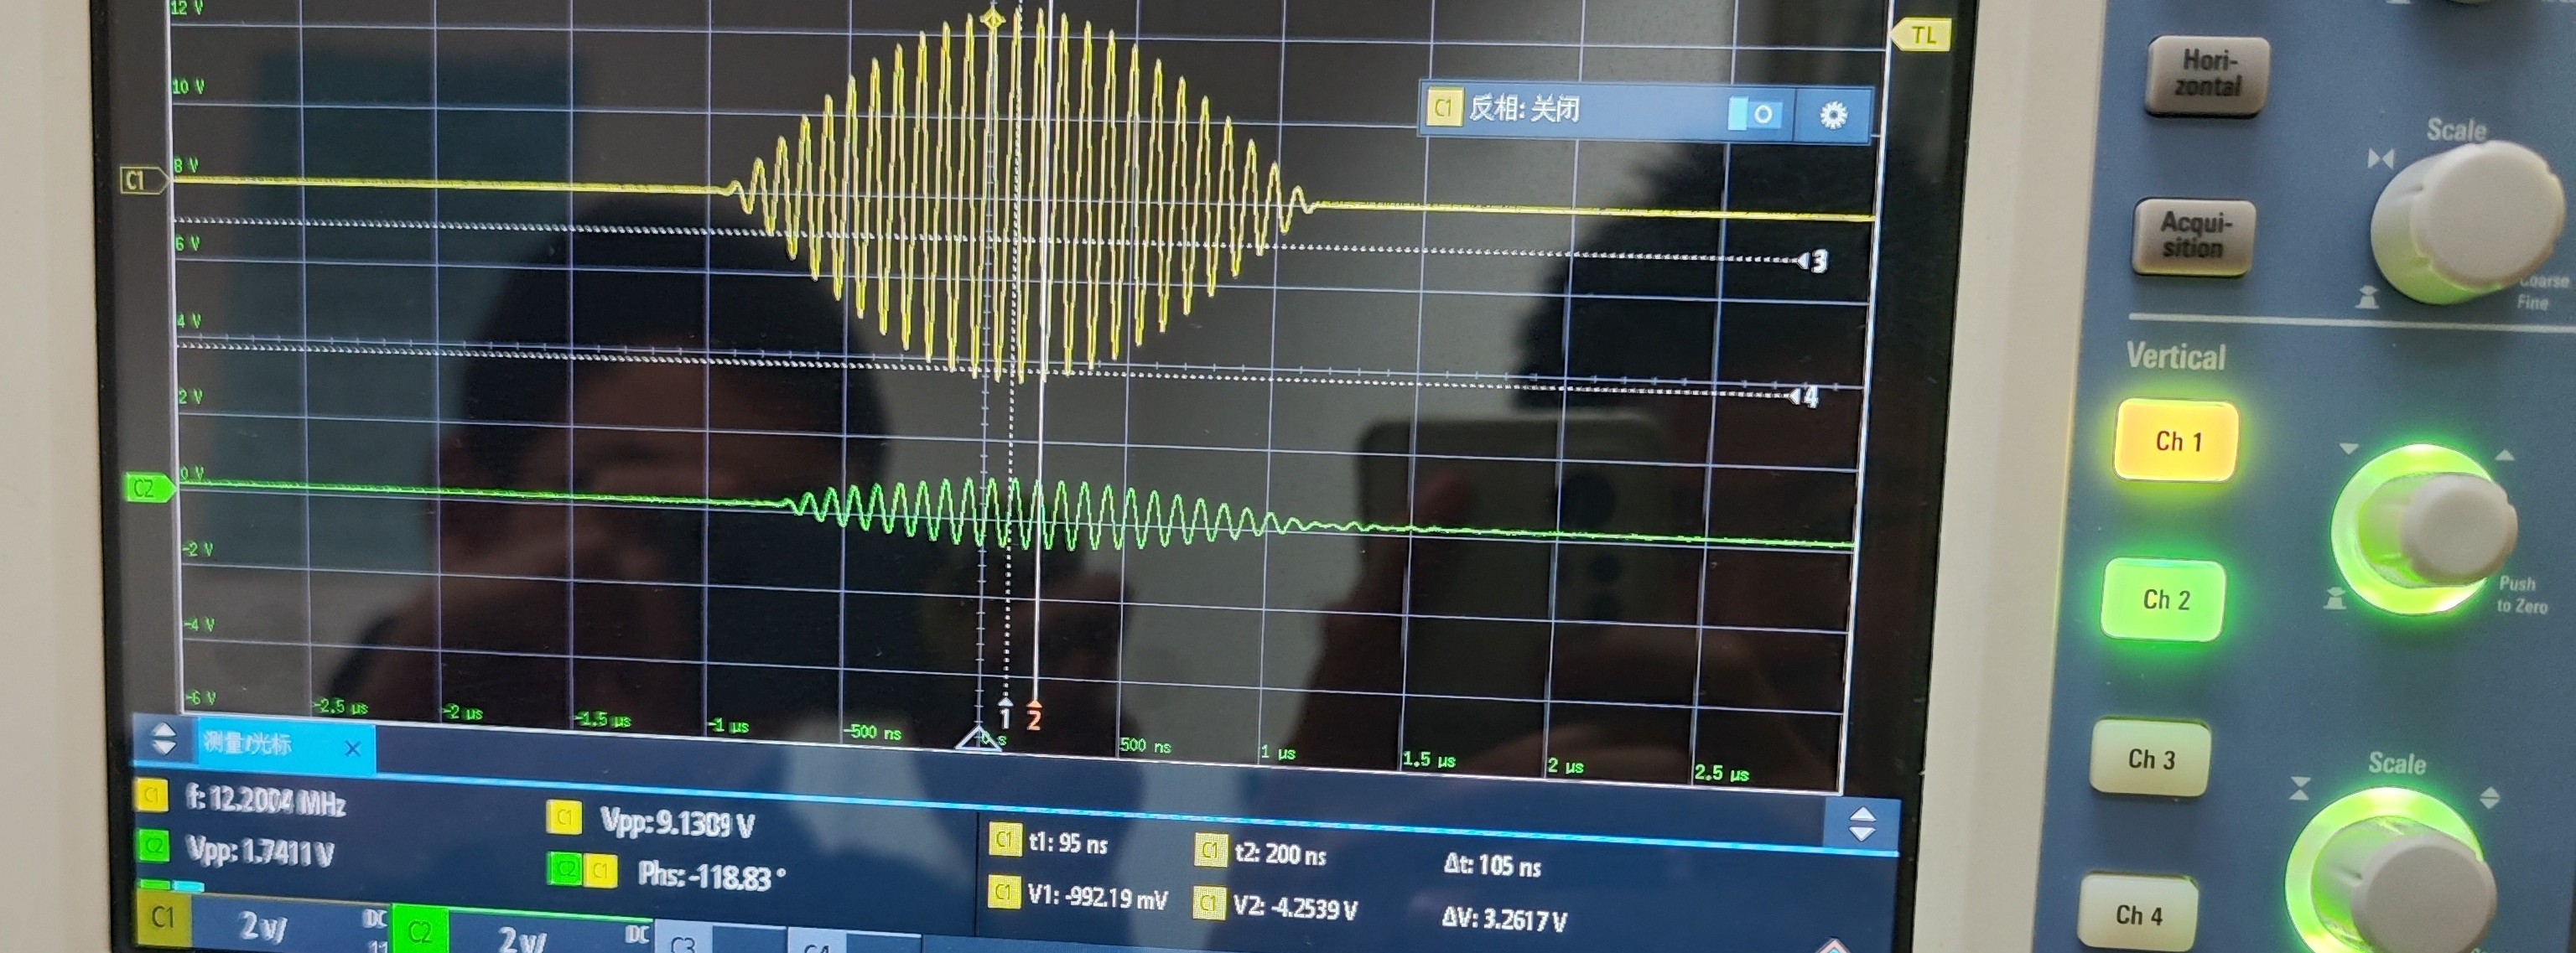 12 V
TL
Hori-
zontal
Scale
10 V
C1 反相: 关闭
8 V
C1
Acqui-
sition
6 V
3
Coarse
Fine
4 V
Vertical
4
2 V
Ch 1
0 V
C2
-2 V
Ch 2
Push
to Zero
-4 V
-6 V
-2.5 µs
-2 µs
-1.5 µs
-1 µs
-500 ns
1
2
0 s
500 ns
1 µs
1.5 µs
2 µs
2.5 µs
Ch 3
Scale
测量/光标 ×
C1 f: 12.2004 MHz
C1 Vpp: 9.1309 V
C1 t1: 95 ns
C1 t2: 200 ns
Δt: 105 ns
C2 Vpp: 1.7411 V
C2 C1 Phs: -118.83 °
C1 V1: -992.19 mV
C1 V2: -4.2539 V
ΔV: 3.2617 V
Ch 4
C1 2 V/ DC
C2 2 V/ DC
C3
C4